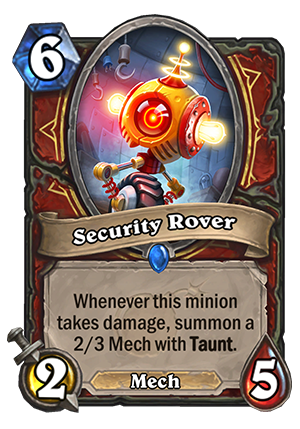 6
Security Rover
Whenever this minion
takes damage, summon a
2/3 Mech with Taunt.
2
Mech
5